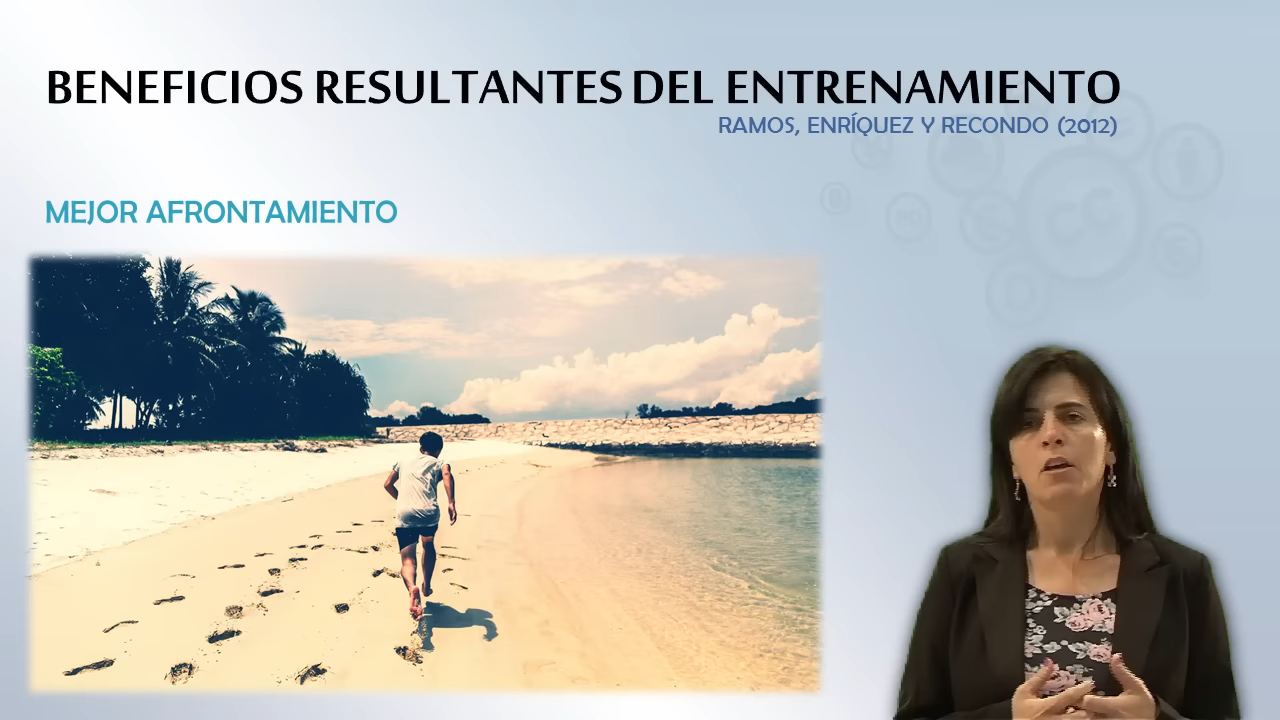 BENEFICIOS RESULTANTES DEL ENTRENAMIENTO
RAMOS, ENRÍQUEZ Y RECONDO (2012)
MEJOR AFRONTAMIENTO